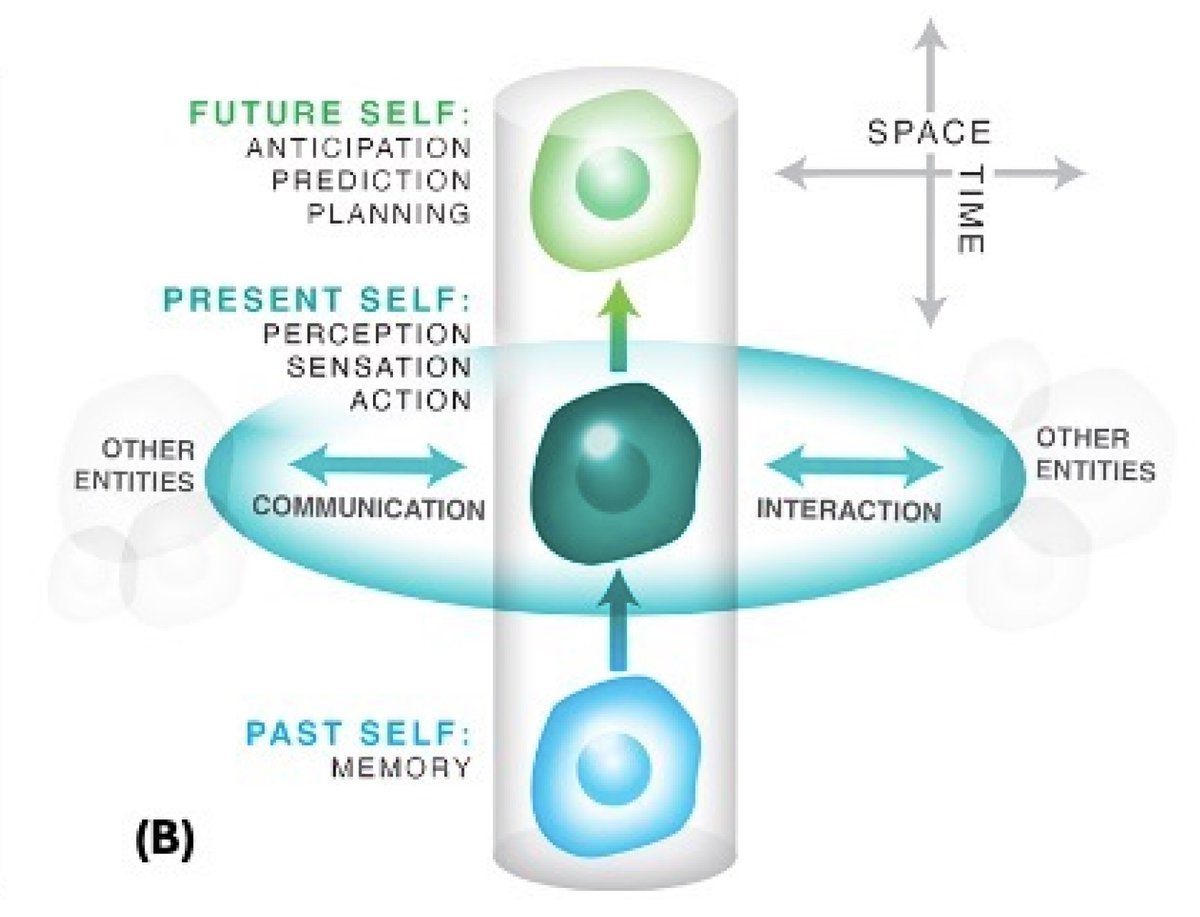 FUTURE SELF:
ANTICIPATION
PREDICTION
PLANNING
SPACE
TIME
PRESENT SELF:
PERCEPTION
SENSATION
ACTION
OTHER
ENTITIES
COMMUNICATION
INTERACTION
OTHER
ENTITIES
PAST SELF:
MEMORY
(B)